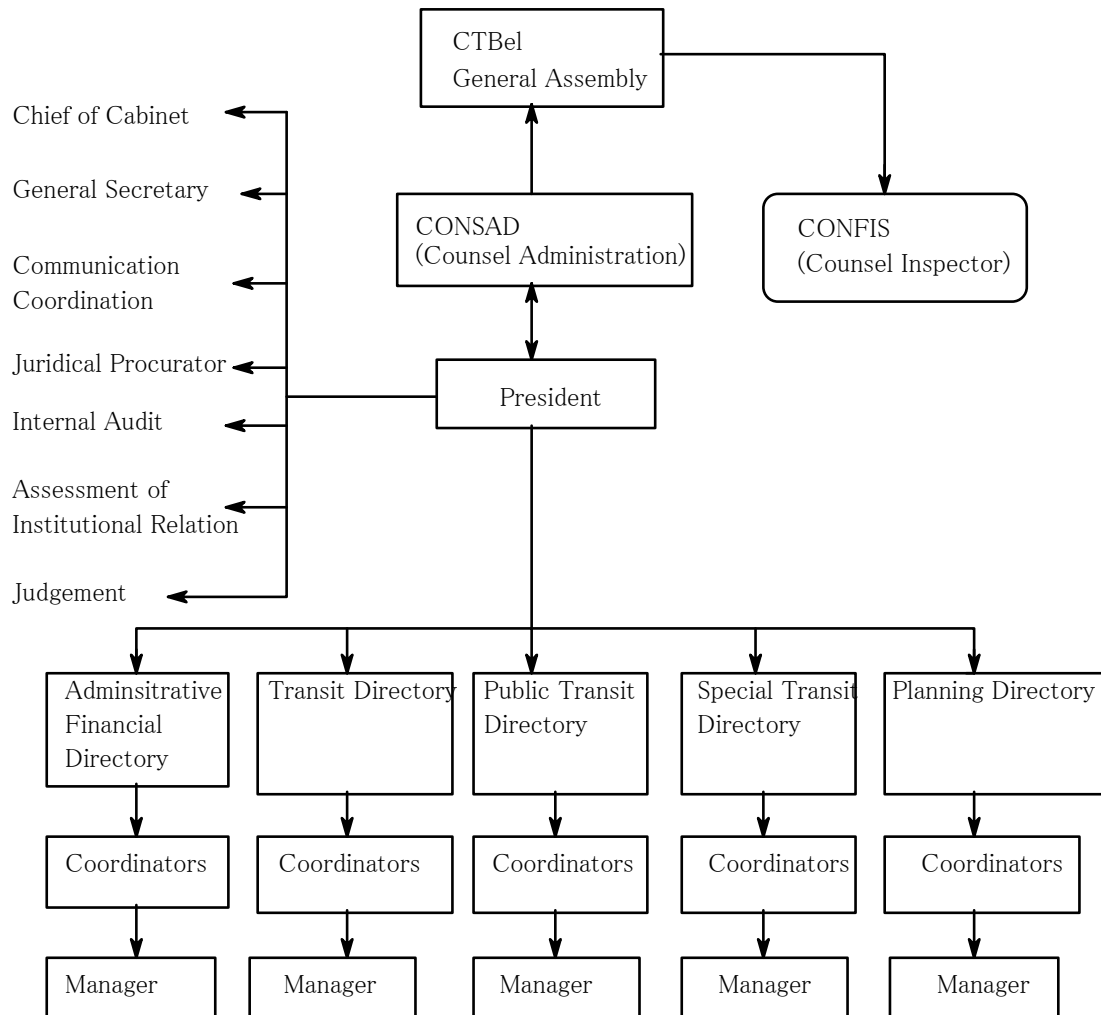 CTBel
General Assembly
Chief of Cabinet
General Secretary
CONSAD
(Counsel Administration)
CONFIS
(Counsel Inspector)
Communication
Coordination
Juridical Procurator
President
Internal Audit
Assessment of
Institutional Relation
Judgement
Adminsitrative
Financial
Directory
Transit Directory
Public Transit
Directory
Special Transit
Directory
Planning Directory
Coordinators
Coordinators
Coordinators
Coordinators
Coordinators
Manager
Manager
Manager
Manager
Manager